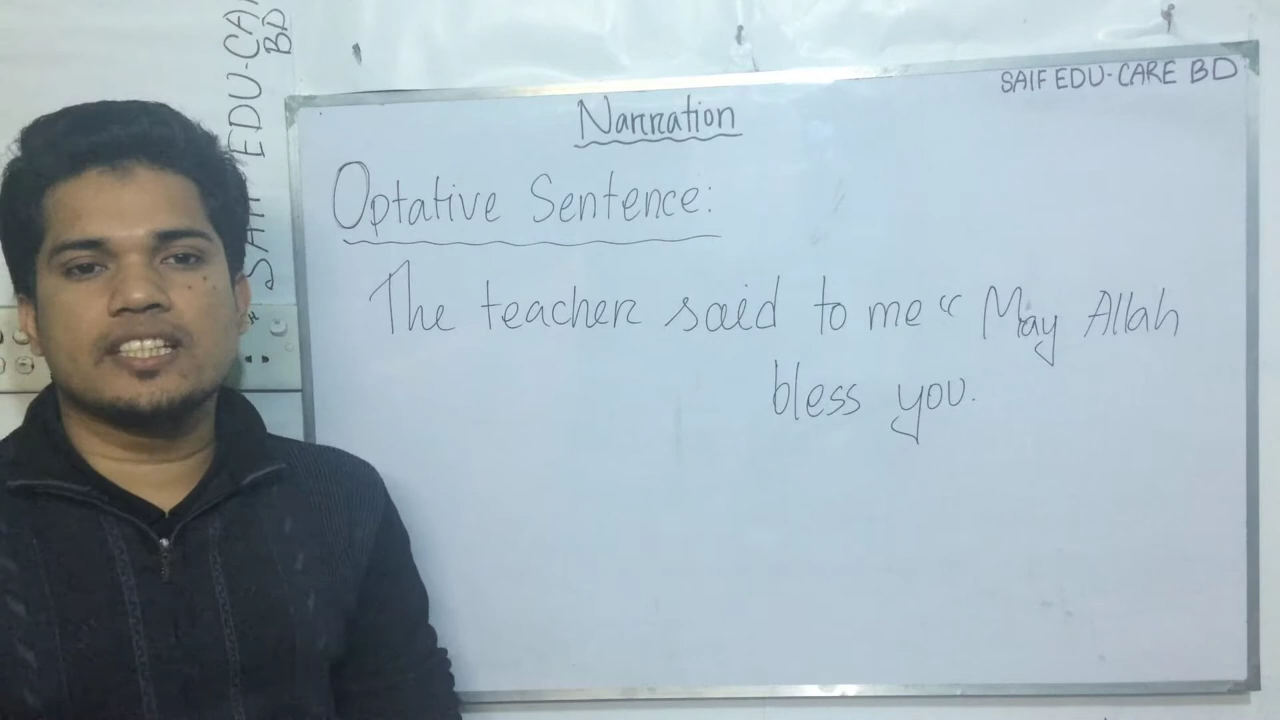 SAIF EDU-CARE BD
Narration
Optative Sentence:
The teacher said to me “ May Allah
bless you.
EDU-CA
BD